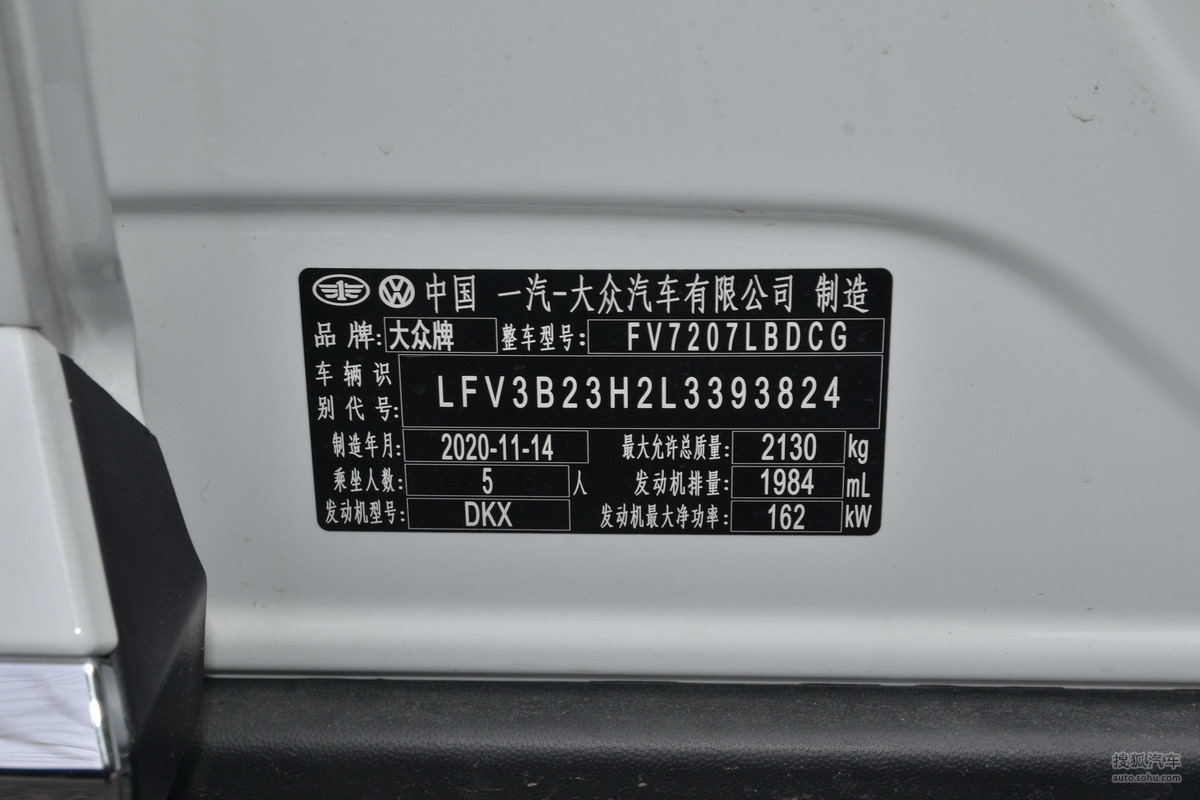 中国 一汽-大众汽车有限公司 制造
品牌: 大众牌 整车型号: FV7207LBDCG
车辆识别代号: LFV3B23H2L3393824
制造年月: 2020-11-14 最大允许总质量: 2130 kg
乘坐人数: 5 人 发动机排量: 1984 mL
发动机型号: DKX 发动机最大净功率: 162 kW
搜狐汽车
auto.sohu.com